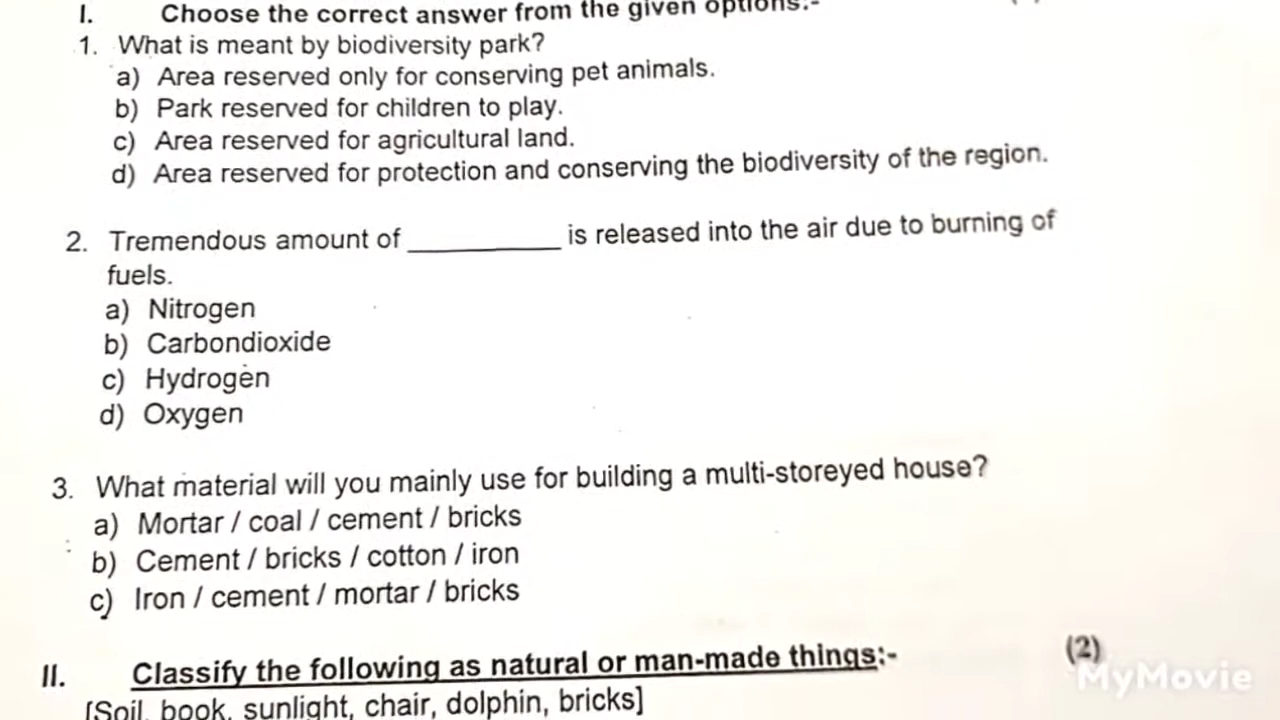 I. Choose the correct answer from the given options:-
1. What is meant by biodiversity park?
a) Area reserved only for conserving pet animals.
b) Park reserved for children to play.
c) Area reserved for agricultural land.
d) Area reserved for protection and conserving the biodiversity of the region.
2. Tremendous amount of __________ is released into the air due to burning of
fuels.
a) Nitrogen
b) Carbondioxide
c) Hydrogen
d) Oxygen
3. What material will you mainly use for building a multi-storeyed house?
a) Mortar / coal / cement / bricks
b) Cement / bricks / cotton / iron
c) Iron / cement / mortar / bricks
II. Classify the following as natural or man-made things:- (2)
[Soil, book, sunlight, chair, dolphin, bricks]
MyMovie